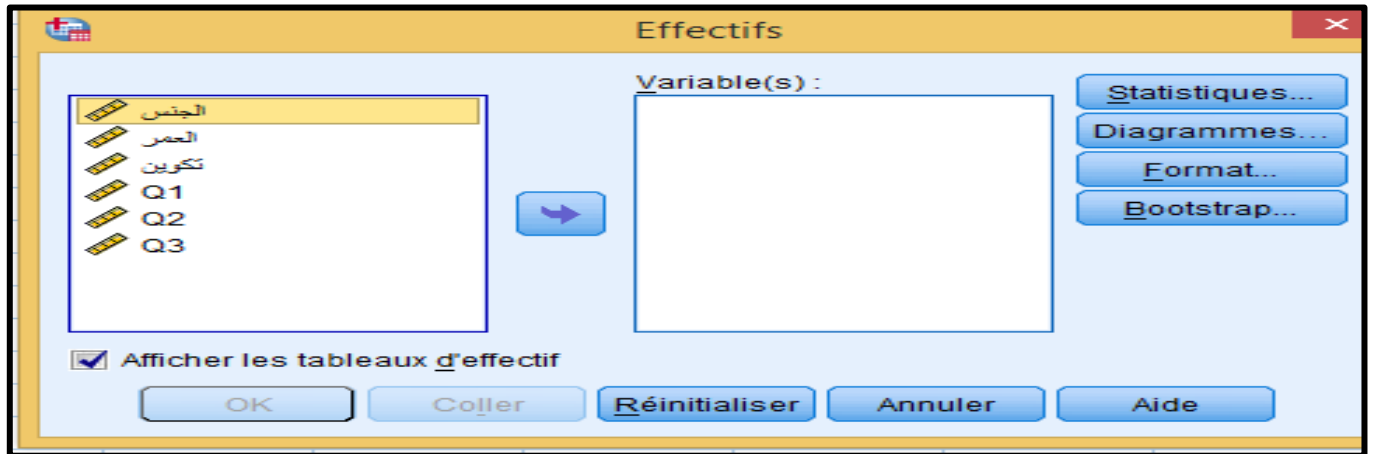 Effectifs
الجنس
العمر
تكوين
Q1
Q2
Q3
Variable(s) :
Statistiques...
Diagrammes...
Format...
Bootstrap...
Afficher les tableaux d'effectif
OK
Coller
Réinitialiser
Annuler
Aide